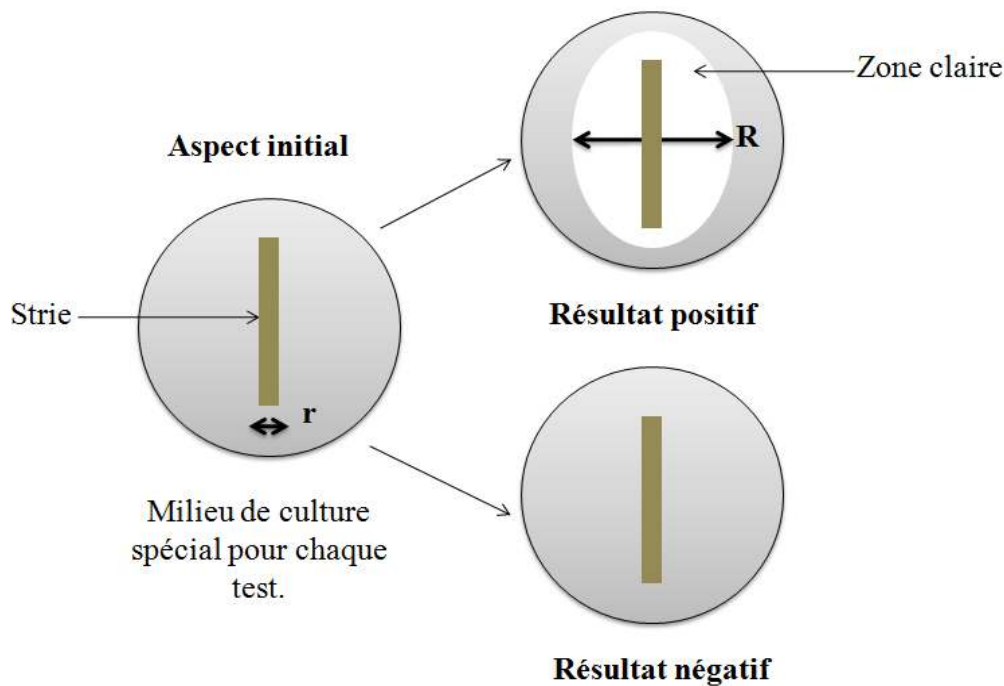 Zone claire
R
Aspect initial
Strie
Résultat positif
r
Milieu de culture
spécial pour chaque
test.
Résultat négatif